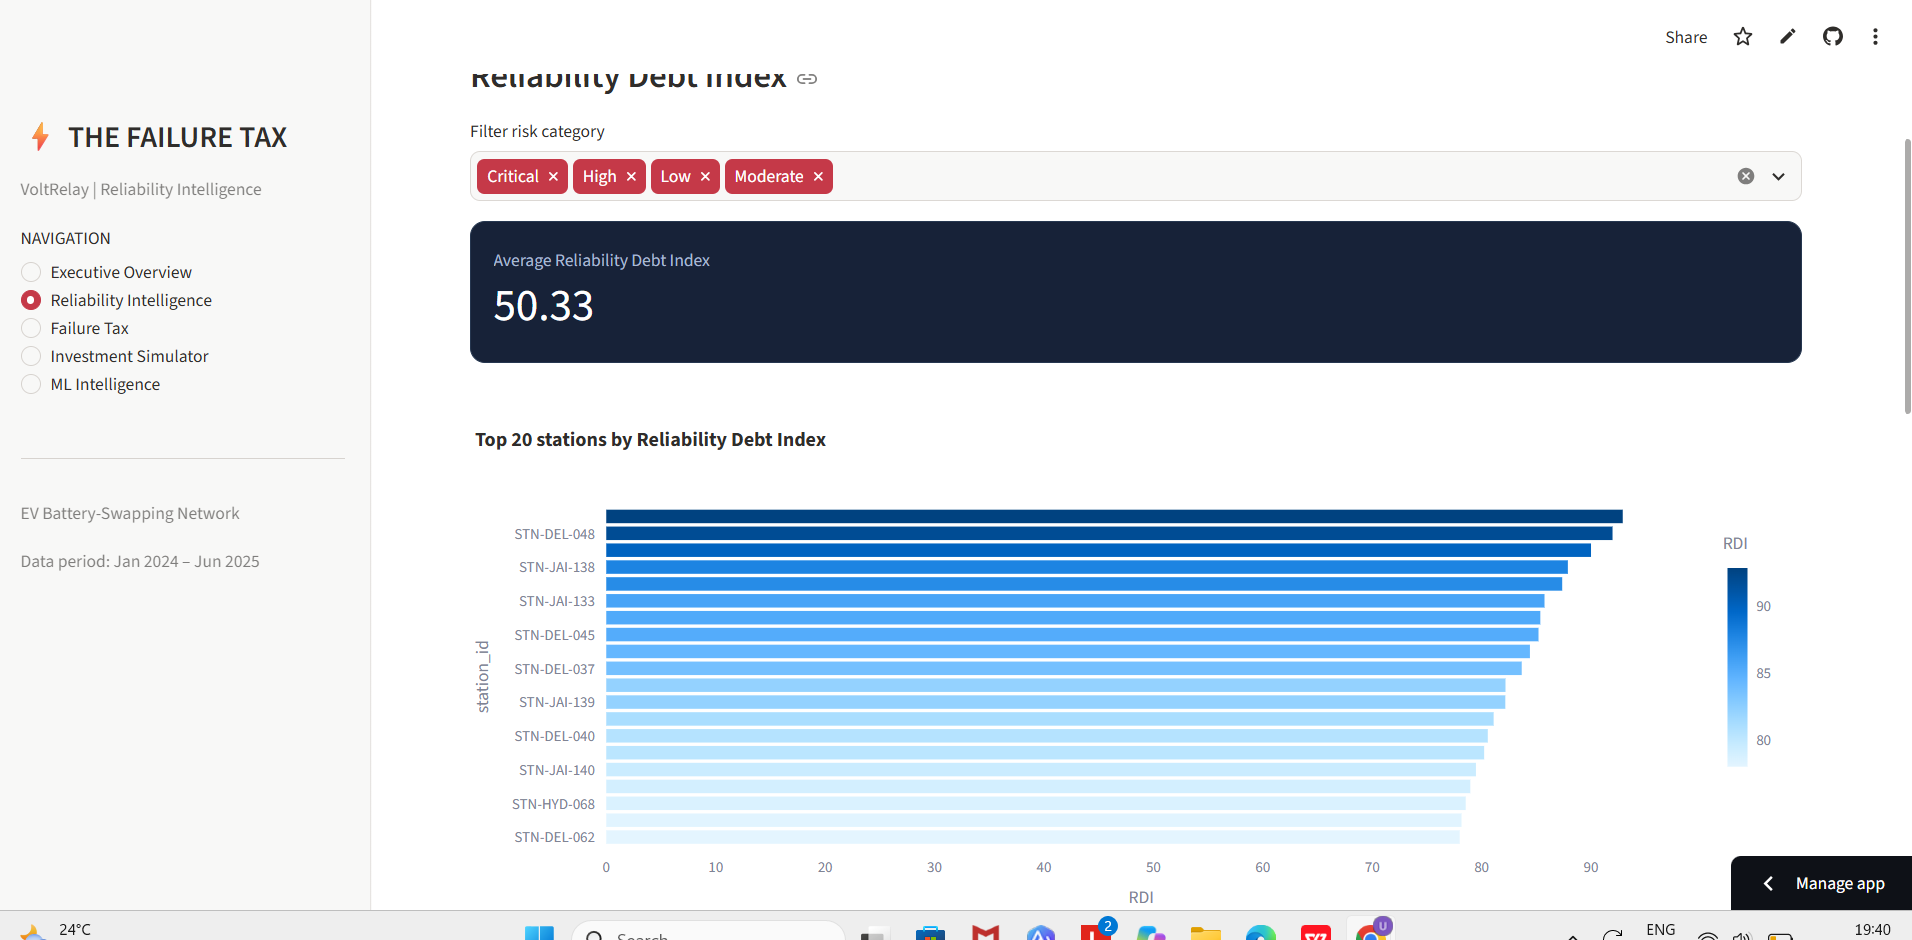 Share
Reliability Debt Index
THE FAILURE TAX
VoltRelay | Reliability Intelligence
NAVIGATION
Executive Overview
Reliability Intelligence
Failure Tax
Investment Simulator
ML Intelligence
EV Battery-Swapping Network
Data period: Jan 2024 – Jun 2025
Filter risk category
Critical
High
Low
Moderate
Average Reliability Debt Index
50.33
Top 20 stations by Reliability Debt Index
station_id
STN-DEL-048
STN-JAI-138
STN-JAI-133
STN-DEL-045
STN-DEL-037
STN-JAI-139
STN-DEL-040
STN-JAI-140
STN-HYD-068
STN-DEL-062
0 10 20 30 40 50 60 70 80 90
RDI
RDI
90
85
80
Manage app
24°C
Search
2
U
ENG
19:40